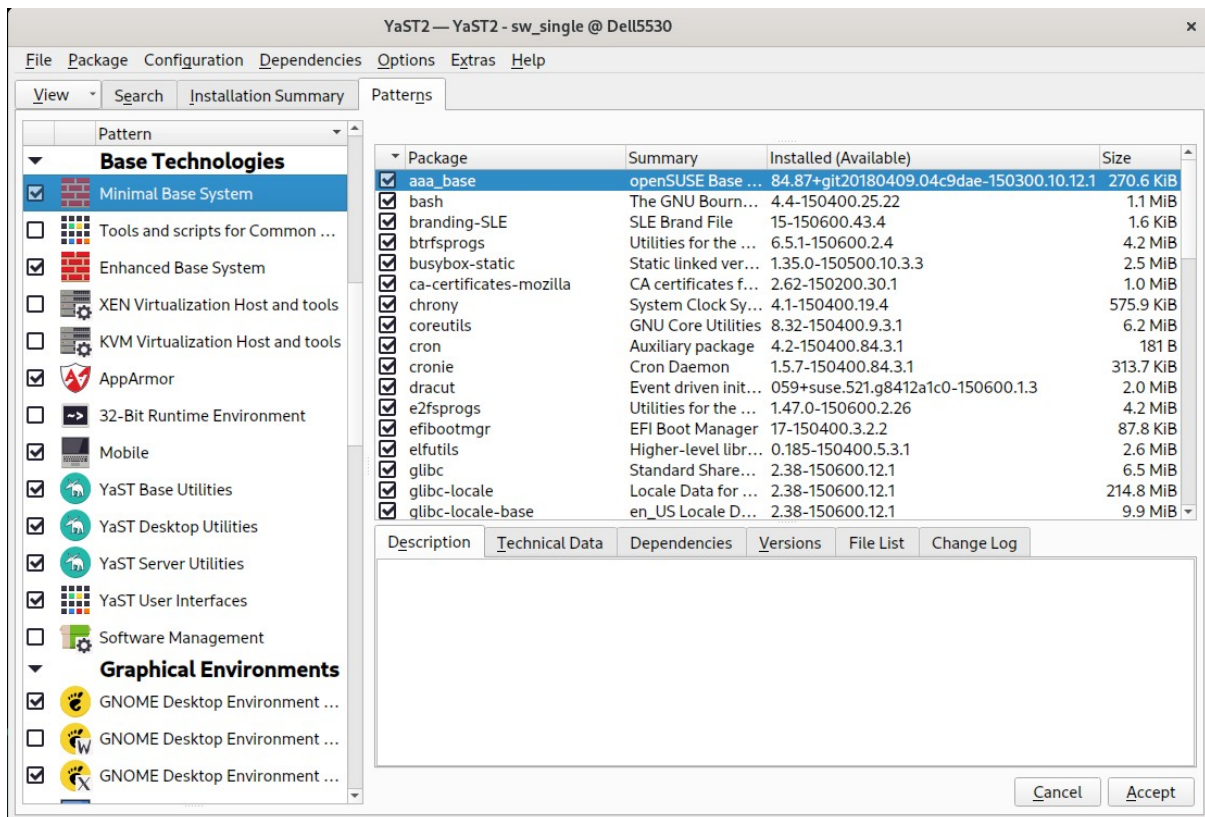 YaST2 — YaST2 - sw_single @ Dell5530 ×
File Package Configuration Dependencies Options Extras Help
View Search Installation Summary Patterns
Pattern
Base Technologies
Minimal Base System
Tools and scripts for Common ...
Enhanced Base System
XEN Virtualization Host and tools
KVM Virtualization Host and tools
AppArmor
32-Bit Runtime Environment
Mobile
YaST Base Utilities
YaST Desktop Utilities
YaST Server Utilities
YaST User Interfaces
Software Management
Graphical Environments
GNOME Desktop Environment ...
GNOME Desktop Environment ...
GNOME Desktop Environment ...
Package Summary Installed (Available) Size
aaa_base openSUSE Base ... 84.87+git20180409.04c9dae-150300.10.12.1 270.6 KiB
bash The GNU Bourn... 4.4-150400.25.22 1.1 MiB
branding-SLE SLE Brand File 15-150600.43.4 1.6 KiB
btrfsprogs Utilities for the ... 6.5.1-150600.2.4 4.2 MiB
busybox-static Static linked ver... 1.35.0-150500.10.3.3 2.5 MiB
ca-certificates-mozilla CA certificates f... 2.62-150200.30.1 1.0 MiB
chrony System Clock Sy... 4.1-150400.19.4 575.9 KiB
coreutils GNU Core Utilities 8.32-150400.9.3.1 6.2 MiB
cron Auxiliary package 4.2-150400.84.3.1 181 B
cronie Cron Daemon 1.5.7-150400.84.3.1 313.7 KiB
dracut Event driven init... 059+suse.521.g8412a1c0-150600.1.3 2.0 MiB
e2fsprogs Utilities for the ... 1.47.0-150600.2.26 4.2 MiB
efibootmgr EFI Boot Manager 17-150400.3.2.2 87.8 KiB
elfutils Higher-level libr... 0.185-150400.5.3.1 2.6 MiB
glibc Standard Share... 2.38-150600.12.1 6.5 MiB
glibc-locale Locale Data for ... 2.38-150600.12.1 214.8 MiB
glibc-locale-base en_US Locale D... 2.38-150600.12.1 9.9 MiB
Description Technical Data Dependencies Versions File List Change Log
Cancel Accept